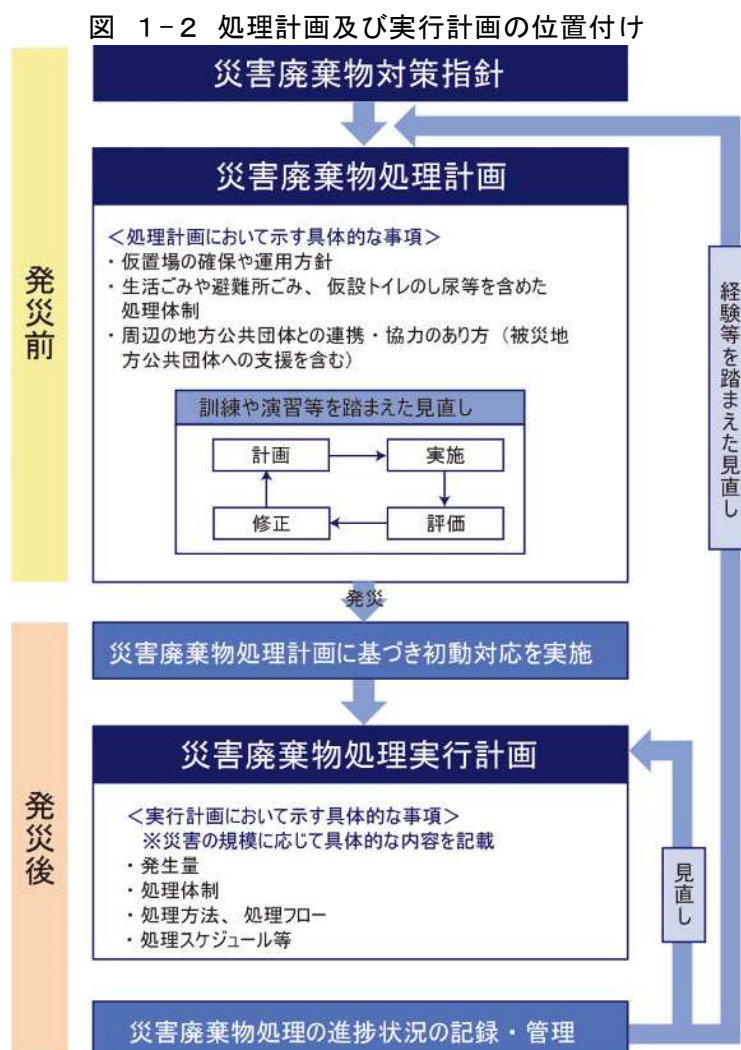 図 1-2 処理計画及び実行計画の位置付け
災害廃棄物対策指針
災害廃棄物処理計画
発災前
＜処理計画において示す具体的な事項＞
・仮置場の確保や運用方針
・生活ごみや避難所ごみ、仮設トイレのし尿等を含めた
処理体制
・周辺の地方公共団体との連携・協力のあり方（被災地
方公共団体への支援を含む）
訓練や演習等を踏まえた見直し
計画
実施
修正
評価
経験等を踏まえた見直し
発災
災害廃棄物処理計画に基づき初動対応を実施
発災後
災害廃棄物処理実行計画
＜実行計画において示す具体的な事項＞
※災害の規模に応じて具体的な内容を記載
・発生量
・処理体制
・処理方法、処理フロー
・処理スケジュール等
見直し
災害廃棄物処理の進捗状況の記録・管理